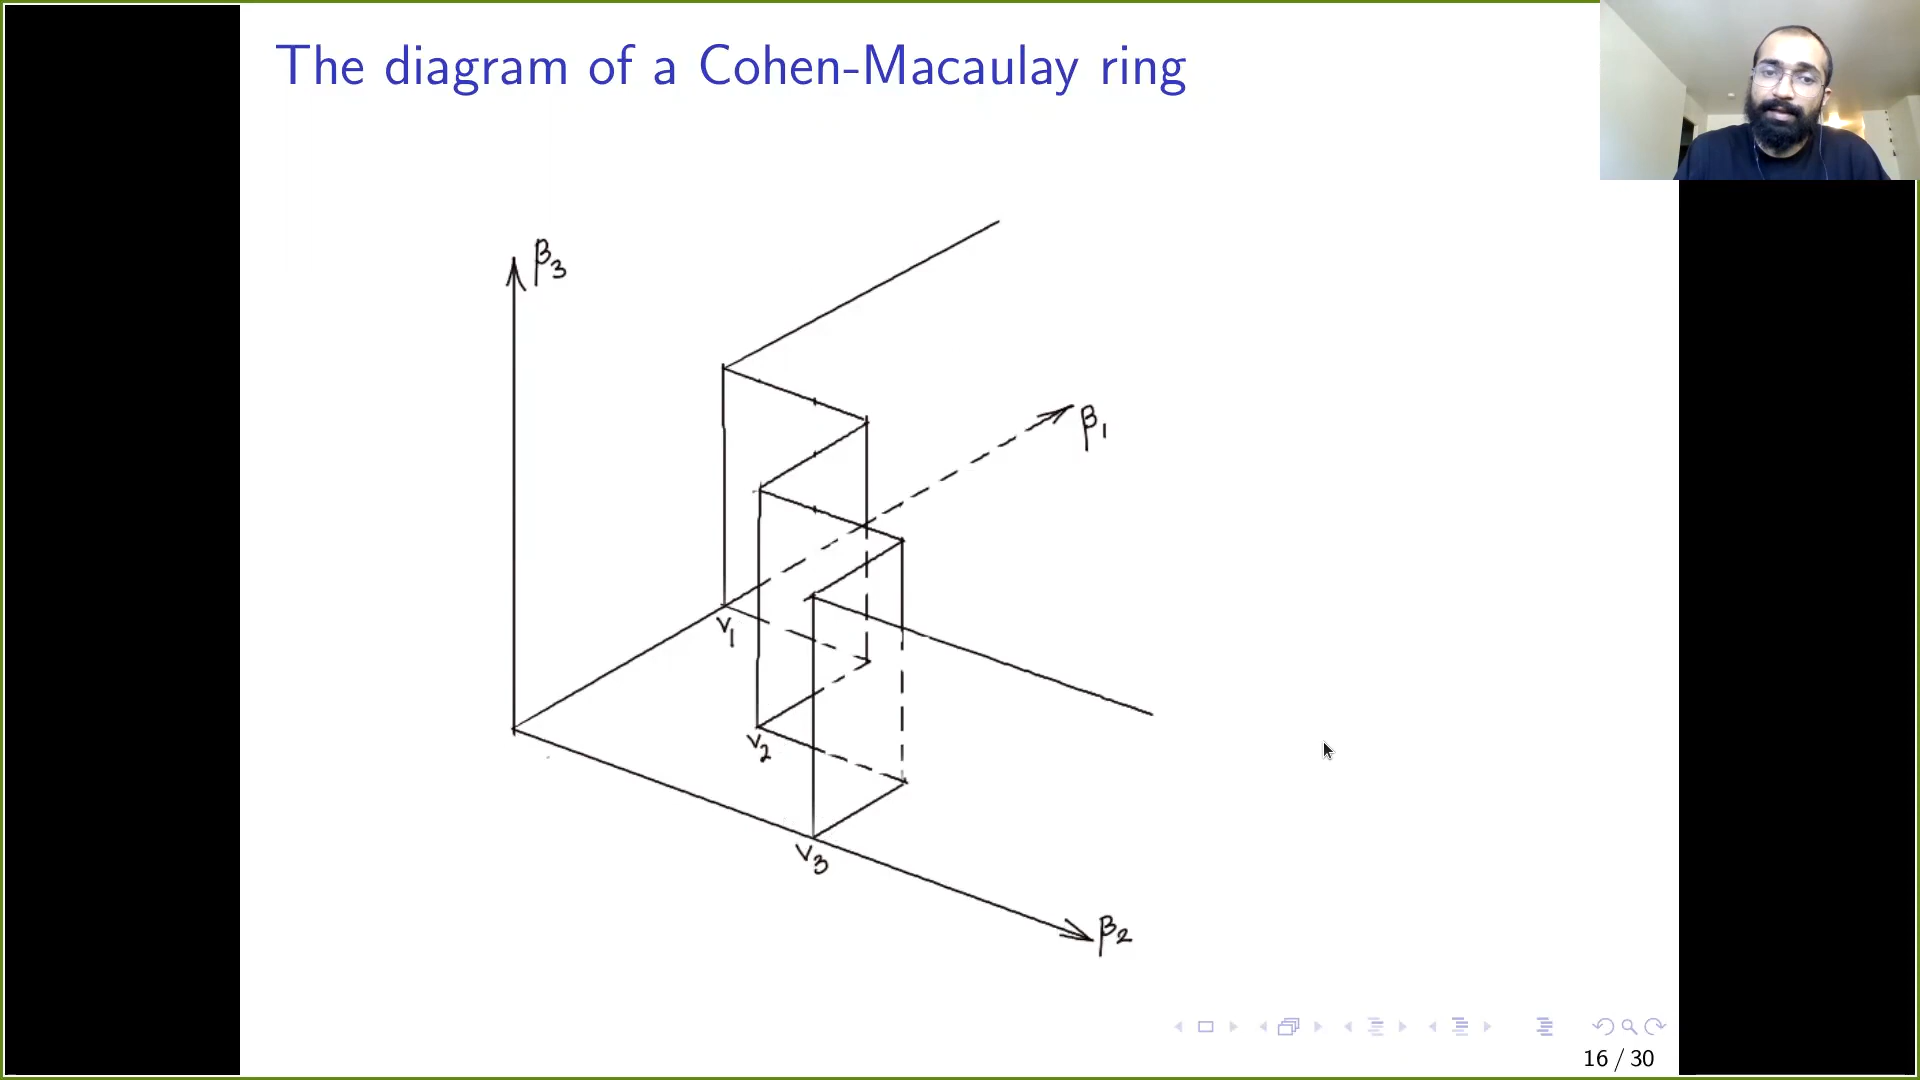 The diagram of a Cohen-Macaulay ring
β₃
β₁
v₁
v₂
v₃
β₂
16 / 30